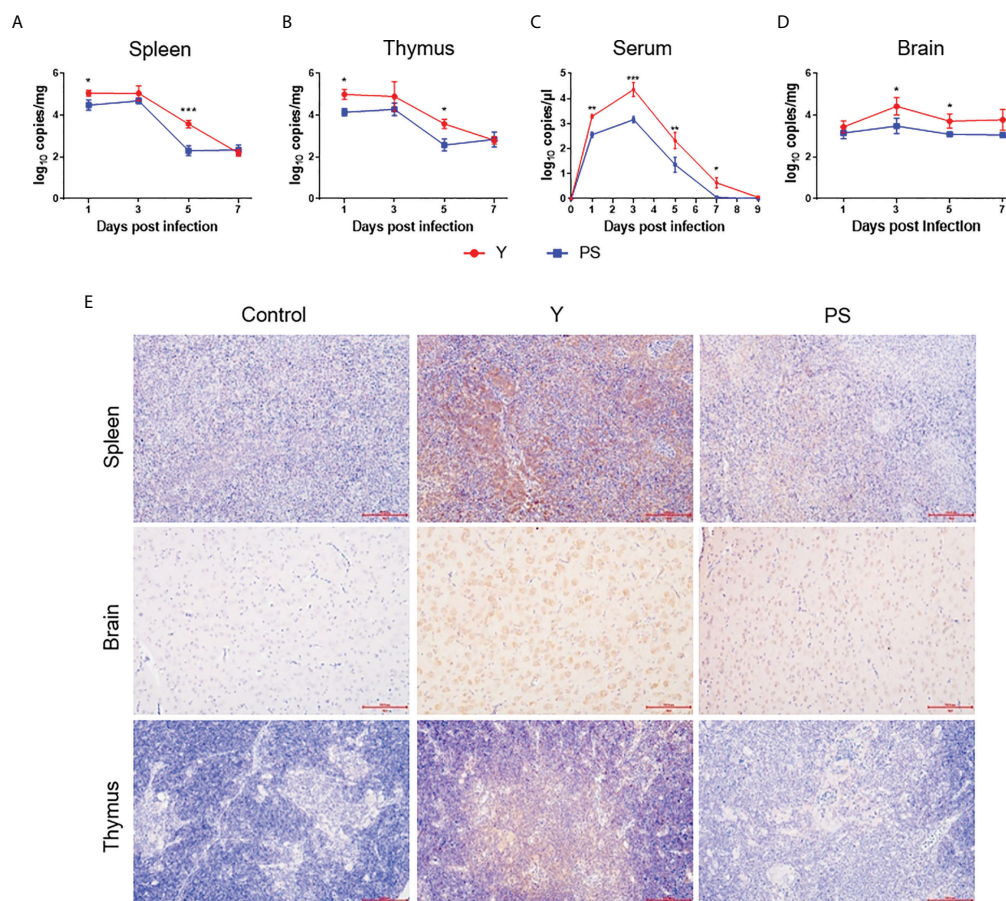 A
B
C
D
Spleen
Thymus
Serum
Brain
log10 copies/mg
6
4
2
0
*
***
1
3
5
7
Days post infection
log10 copies/mg
6
4
2
0
*
*
1
3
5
7
Days post infection
log10 copies/μl
5
4
3
2
1
0
**
***
**
*
0
1
2
3
4
5
6
7
8
9
Days post infection
log10 copies/mg
6
4
2
0
*
*
1
3
5
7
Days post infection
Y
PS
E
Control
Y
PS
Spleen
Brain
Thymus